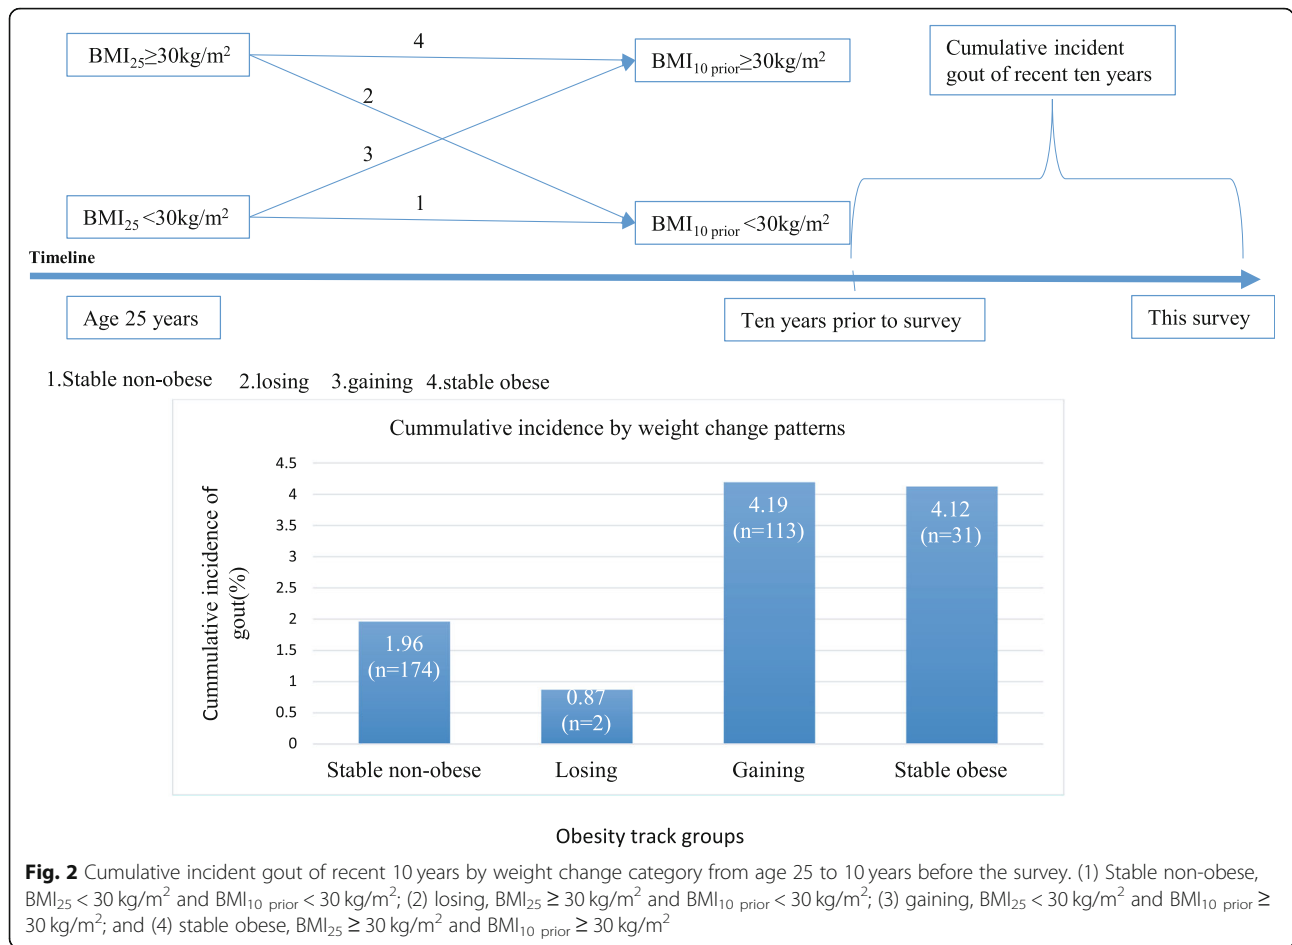 BMI₂₅≥30kg/m²
4
BMI₁₀ ₚᵣᵢₒᵣ≥30kg/m²
Cumulative incident
gout of recent ten years
2
3
BMI₂₅ <30kg/m²
1
BMI₁₀ ₚᵣᵢₒᵣ <30kg/m²
Timeline
Age 25 years
Ten years prior to survey
This survey
1.Stable non-obese 2.losing 3.gaining 4.stable obese
Cummulative incidence by weight change patterns
Cummulative incidence of
gout(%)
4.5
4
3.5
3
2.5
2
1.5
1
0.5
0
1.96
(n=174)
0.87
(n=2)
4.19
(n=113)
4.12
(n=31)
Stable non-obese Losing Gaining Stable obese
Obesity track groups
Fig. 2 Cumulative incident gout of recent 10 years by weight change category from age 25 to 10 years before the survey. (1) Stable non-obese,
BMI₂₅ < 30 kg/m² and BMI₁₀ ₚᵣᵢₒᵣ < 30 kg/m²; (2) losing, BMI₂₅ ≥ 30 kg/m² and BMI₁₀ ₚᵣᵢₒᵣ < 30 kg/m²; (3) gaining, BMI₂₅ < 30 kg/m² and BMI₁₀ ₚᵣᵢₒᵣ ≥
30 kg/m²; and (4) stable obese, BMI₂₅ ≥ 30 kg/m² and BMI₁₀ ₚᵣᵢₒᵣ ≥ 30 kg/m²